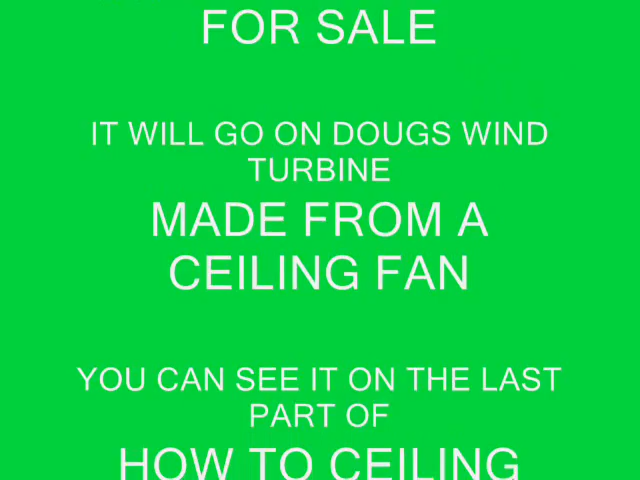 FOR SALE
IT WILL GO ON DOUGS WIND
TURBINE
MADE FROM A
CEILING FAN
YOU CAN SEE IT ON THE LAST
PART OF
HOW TO CEILING